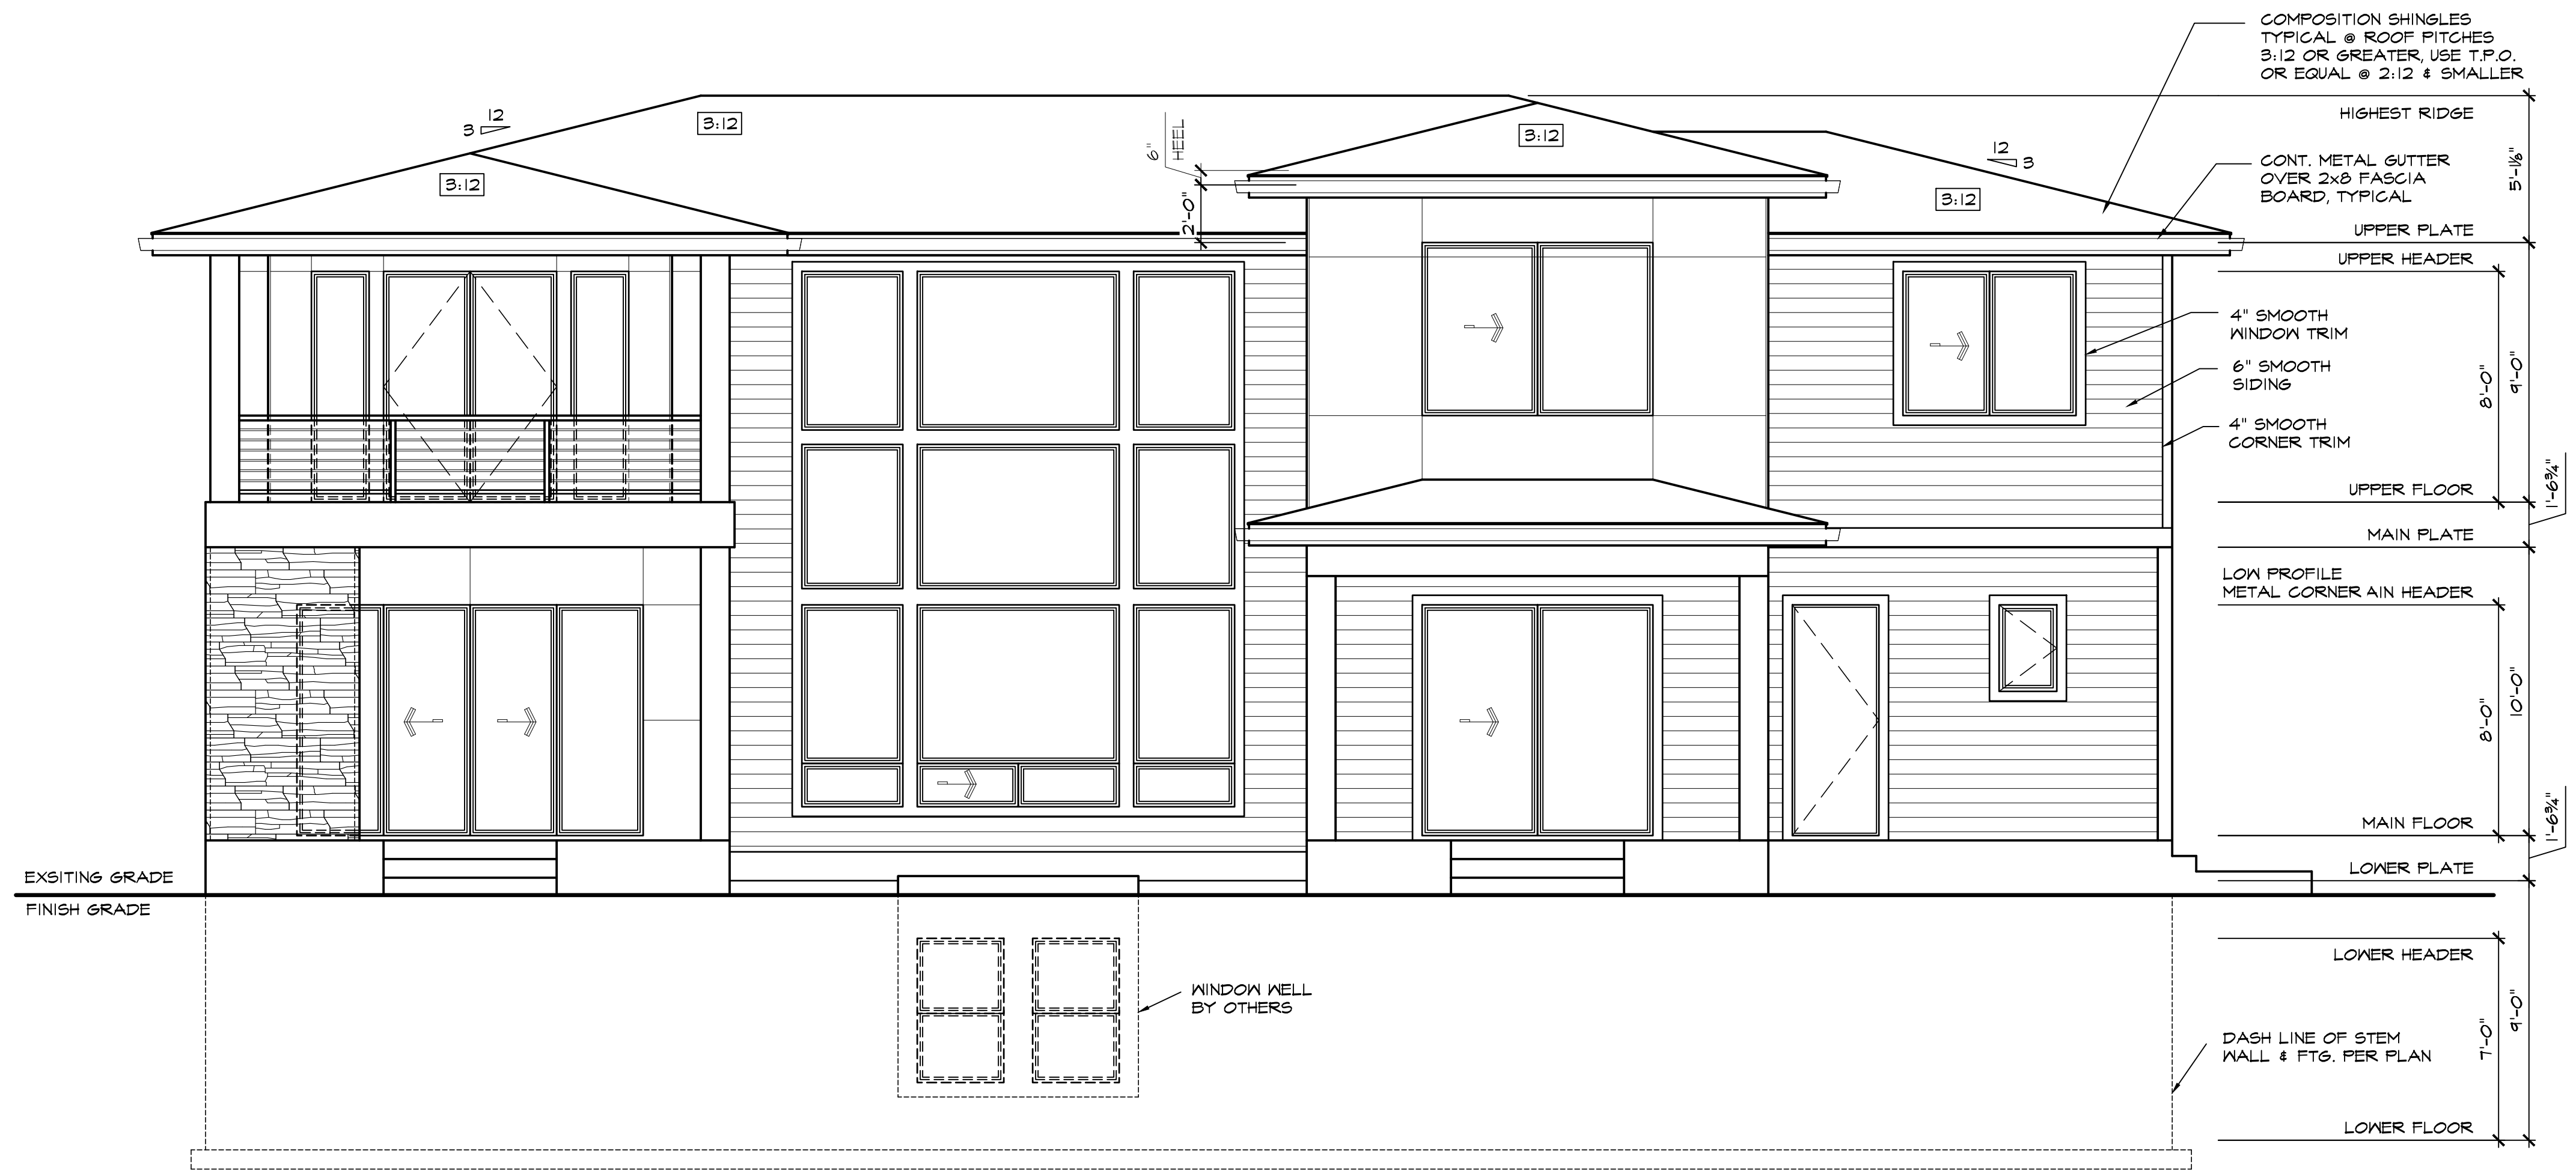 COMPOSITION SHINGLES
TYPICAL @ ROOF PITCHES
3:12 OR GREATER, USE T.P.O.
OR EQUAL @ 2:12 & SMALLER
12
3
3:12
3:12
3:12
3:12
12
3
6"
HEEL
2'-0"
HIGHEST RIDGE
5'-1⅛"
CONT. METAL GUTTER
OVER 2x8 FASCIA
BOARD, TYPICAL
UPPER PLATE
UPPER HEADER
4" SMOOTH
WINDOW TRIM
6" SMOOTH
SIDING
4" SMOOTH
CORNER TRIM
8'-0"
9'-0"
UPPER FLOOR
1'-6¾"
MAIN PLATE
LOW PROFILE
METAL CORNER AIN HEADER
8'-0"
10'-0"
MAIN FLOOR
1'-6¾"
LOWER PLATE
EXSITING GRADE
FINISH GRADE
LOWER HEADER
WINDOW WELL
BY OTHERS
DASH LINE OF STEM
WALL & FTG. PER PLAN
7'-0"
9'-0"
LOWER FLOOR